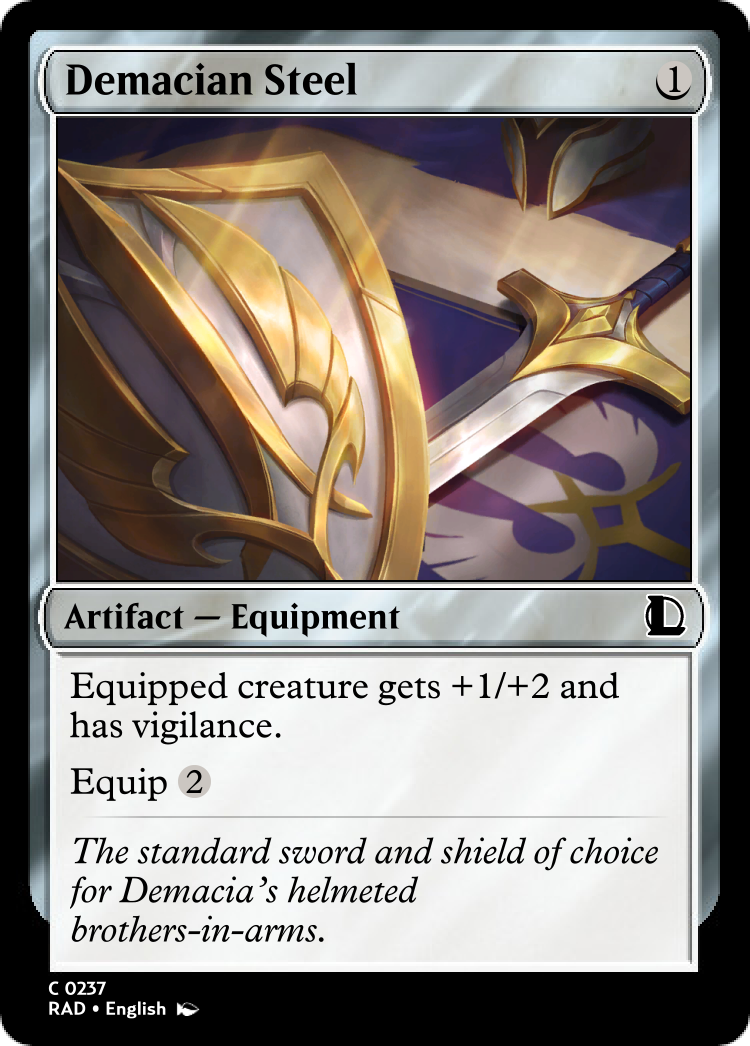 Demacian Steel 1
Artifact — Equipment
Equipped creature gets +1/+2 and
has vigilance.
Equip 2
The standard sword and shield of choice
for Demacia's helmeted
brothers-in-arms.
C 0237
RAD • English